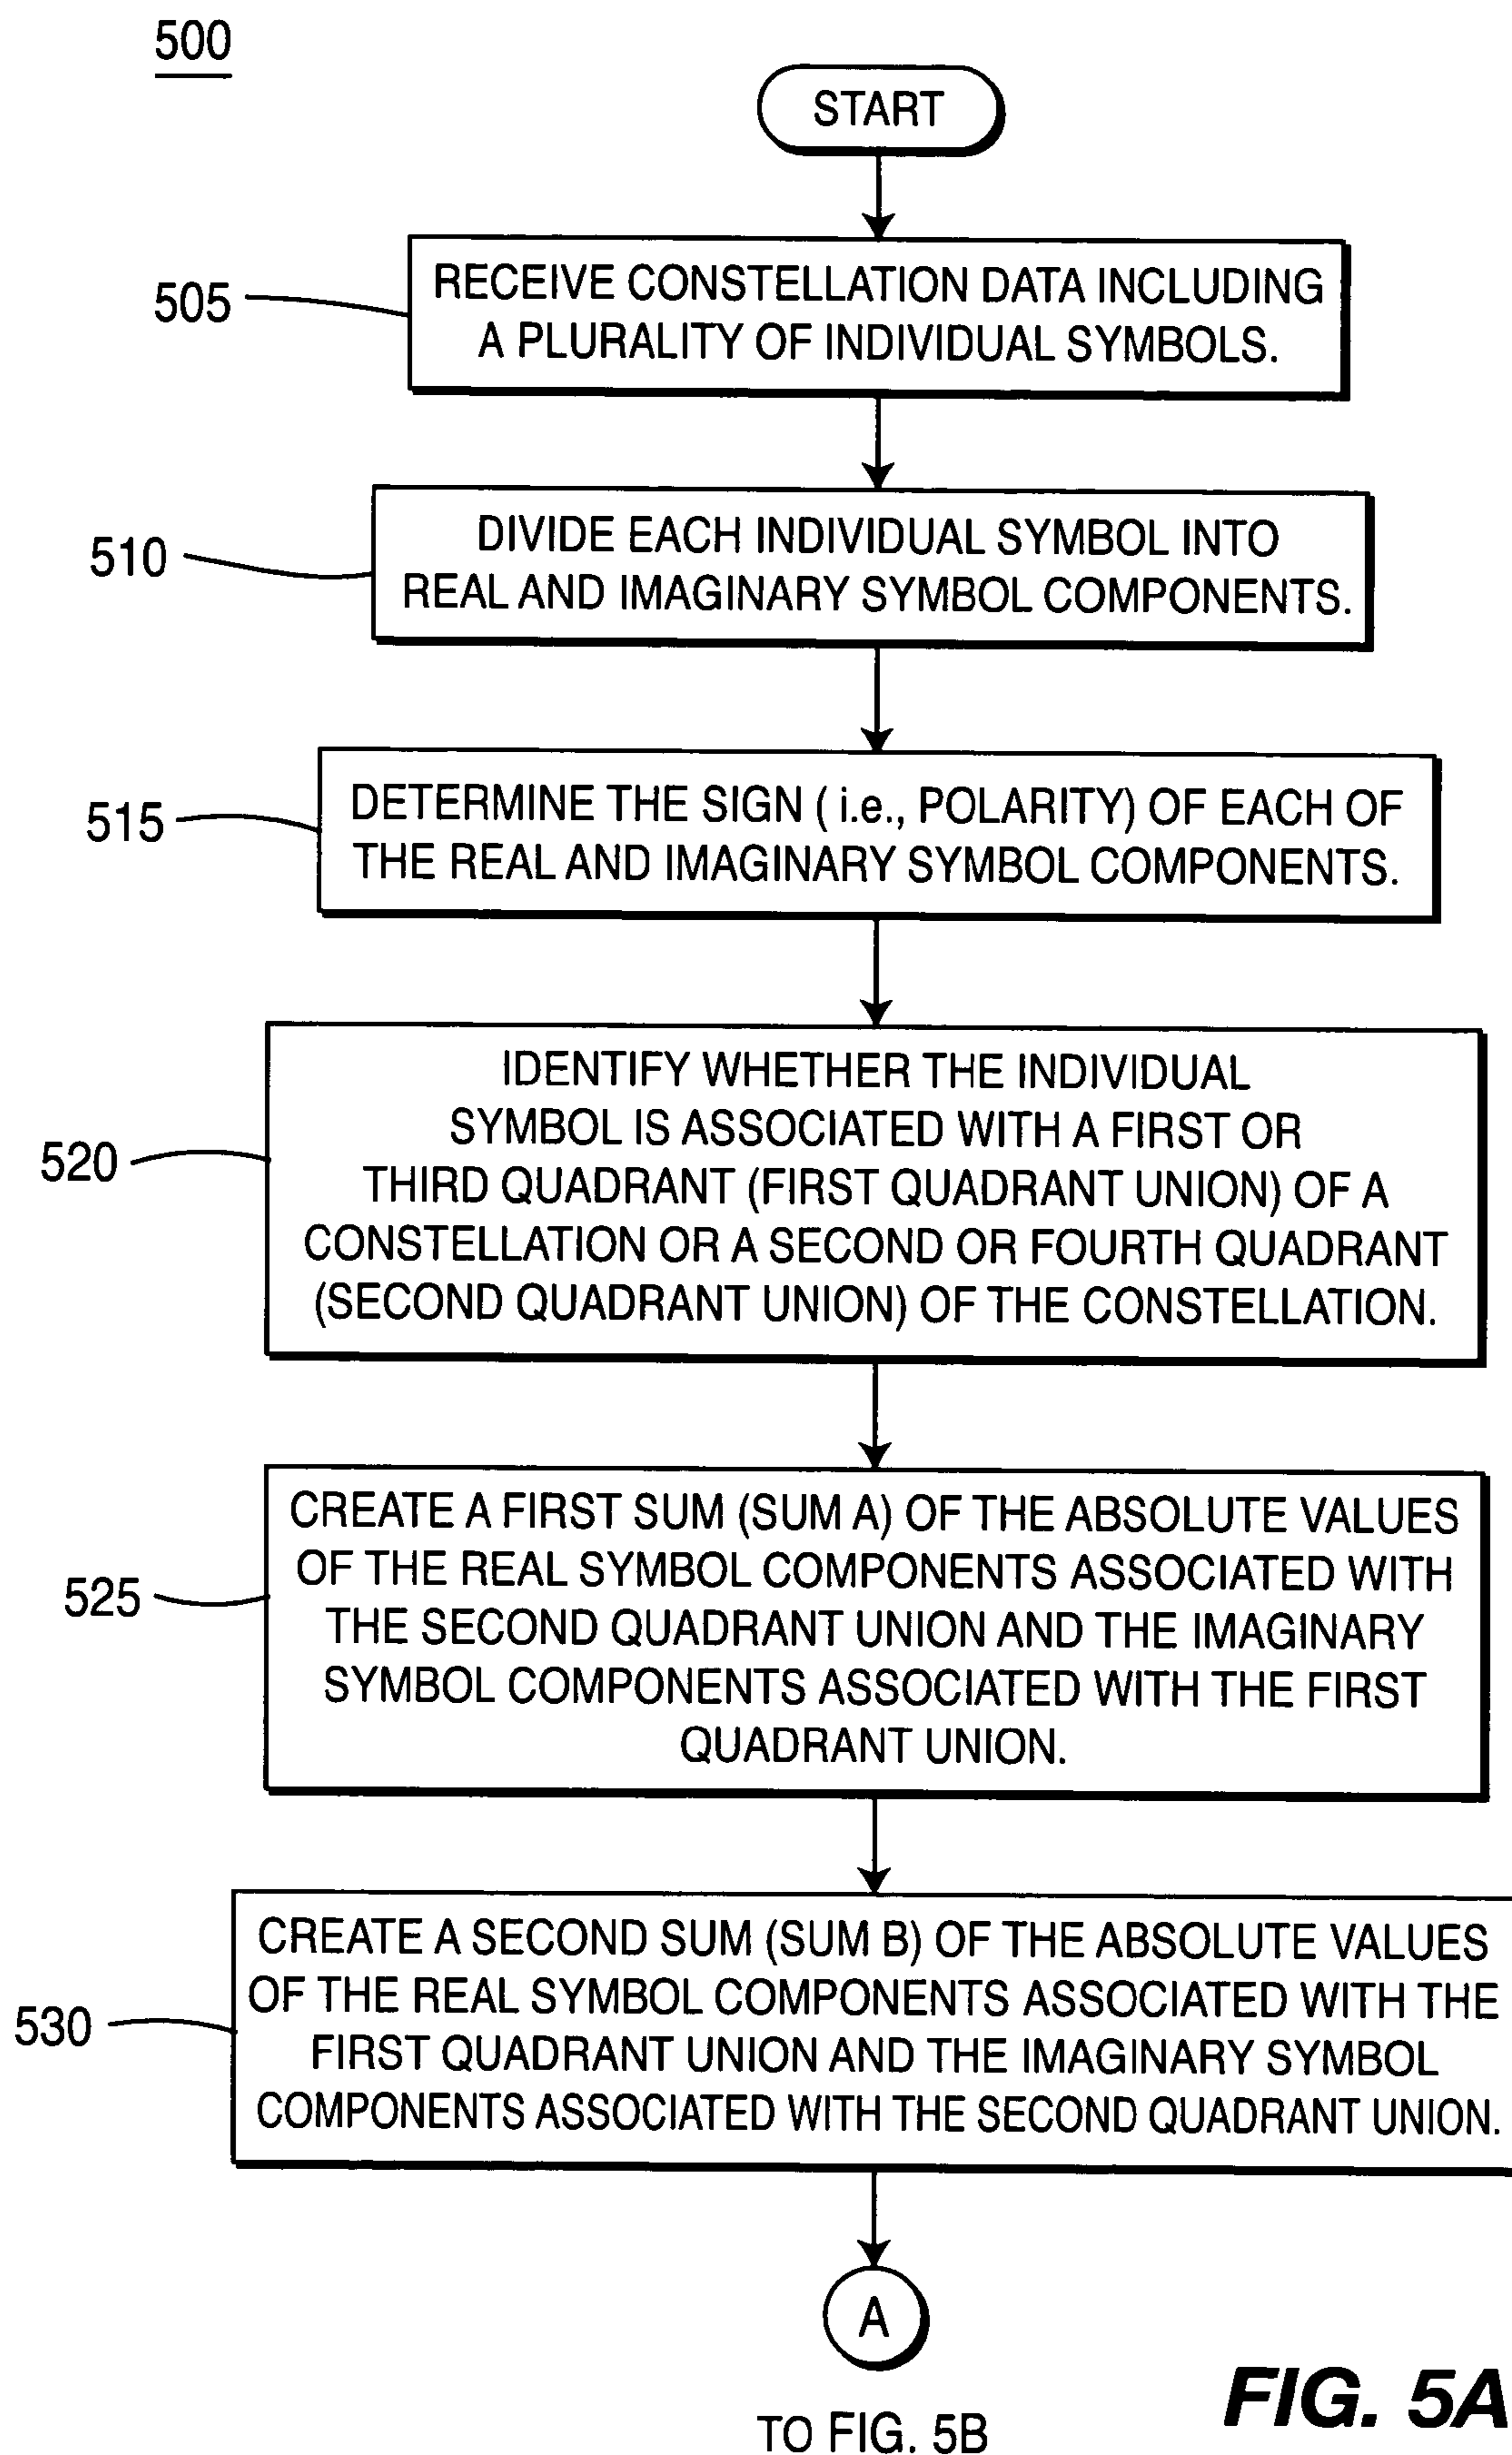 500
START
505
RECEIVE CONSTELLATION DATA INCLUDING
A PLURALITY OF INDIVIDUAL SYMBOLS.
510
DIVIDE EACH INDIVIDUAL SYMBOL INTO
REAL AND IMAGINARY SYMBOL COMPONENTS.
515
DETERMINE THE SIGN ( i.e., POLARITY) OF EACH OF
THE REAL AND IMAGINARY SYMBOL COMPONENTS.
520
IDENTIFY WHETHER THE INDIVIDUAL
SYMBOL IS ASSOCIATED WITH A FIRST OR
THIRD QUADRANT (FIRST QUADRANT UNION) OF A
CONSTELLATION OR A SECOND OR FOURTH QUADRANT
(SECOND QUADRANT UNION) OF THE CONSTELLATION.
525
CREATE A FIRST SUM (SUM A) OF THE ABSOLUTE VALUES
OF THE REAL SYMBOL COMPONENTS ASSOCIATED WITH
THE SECOND QUADRANT UNION AND THE IMAGINARY
SYMBOL COMPONENTS ASSOCIATED WITH THE FIRST
QUADRANT UNION.
530
CREATE A SECOND SUM (SUM B) OF THE ABSOLUTE VALUES
OF THE REAL SYMBOL COMPONENTS ASSOCIATED WITH THE
FIRST QUADRANT UNION AND THE IMAGINARY SYMBOL
COMPONENTS ASSOCIATED WITH THE SECOND QUADRANT UNION.
A
TO FIG. 5B
FIG. 5A